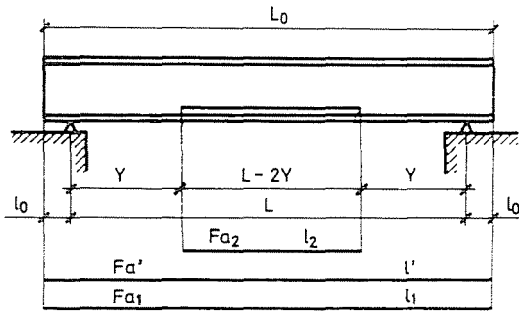 L₀
Y L-2Y Y
l₀ L l₀
Fa₂ l₂
Fa' l'
Fa₁ l₁